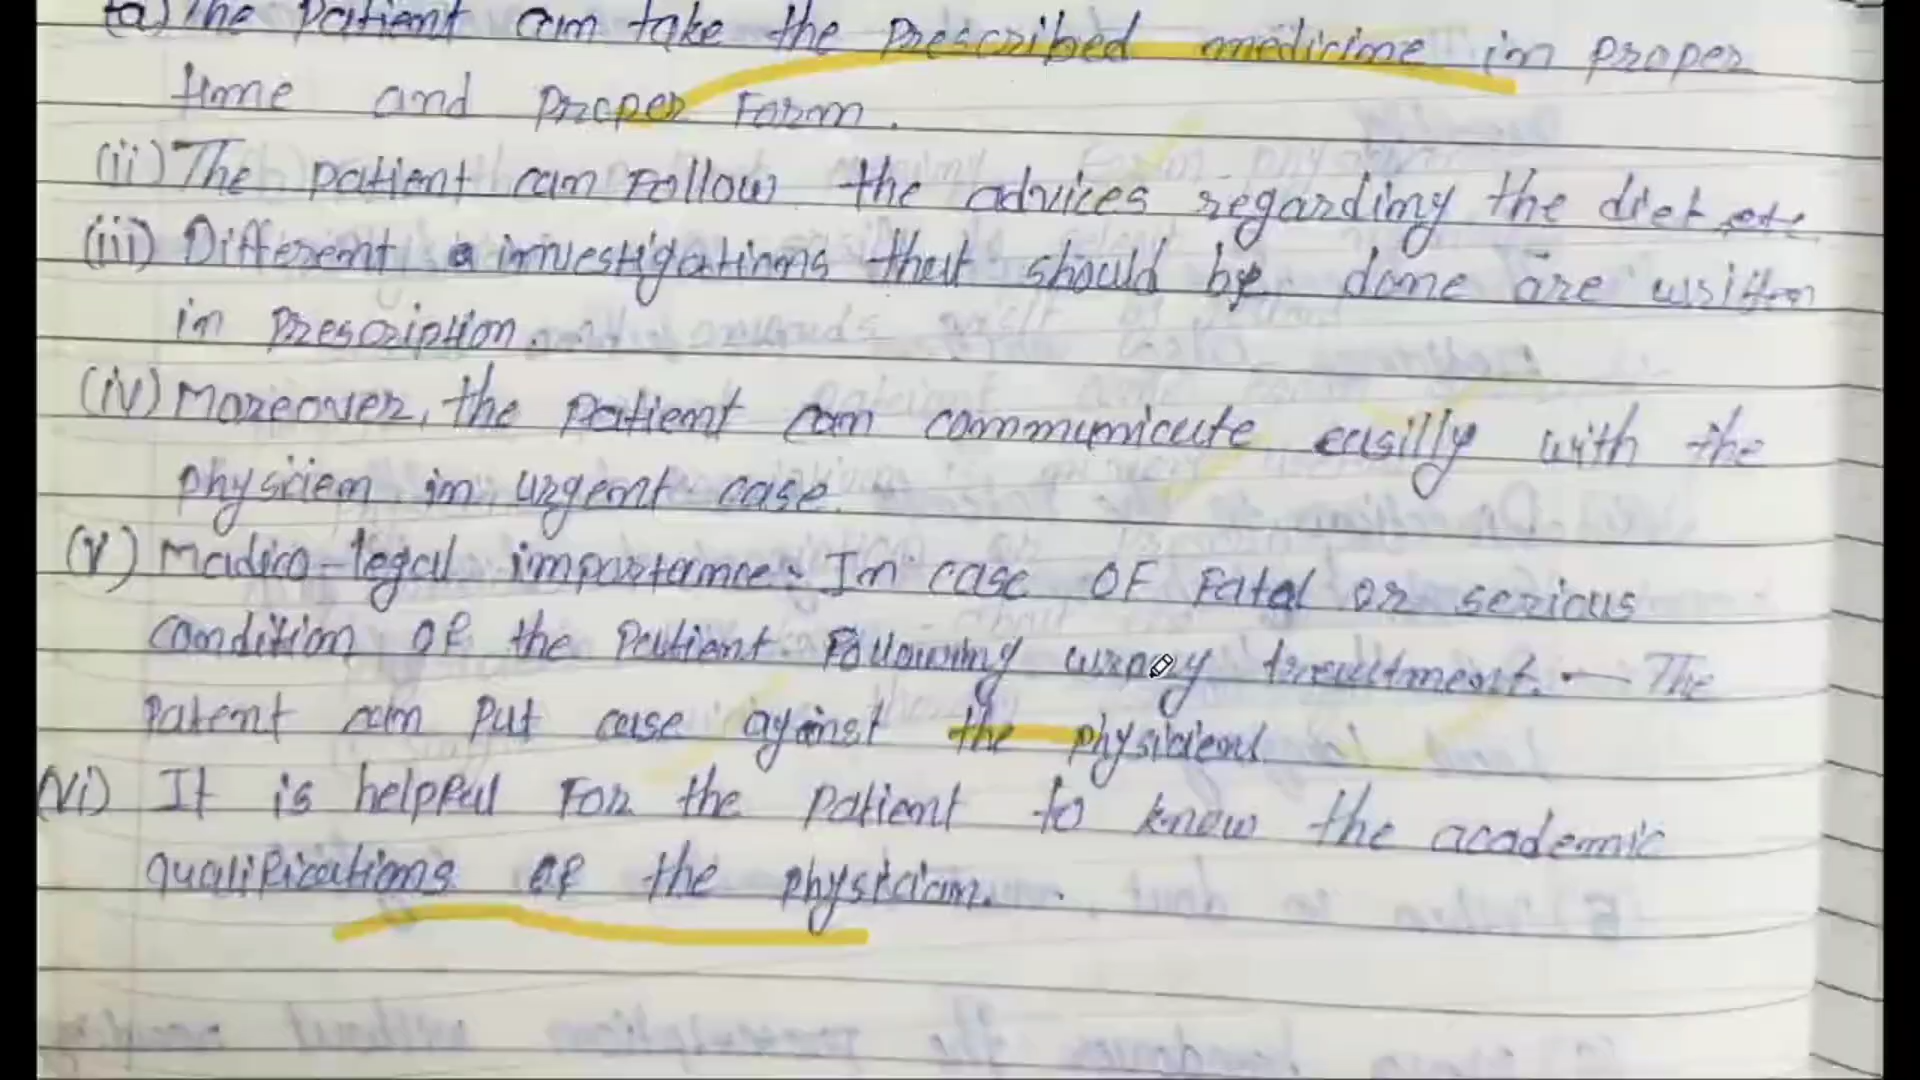 (a) The patient can take the prescribed medicine in proper
time and proper form.
(ii) The patient can follow the advices regarding the diet etc
(iii) Different investigations that should be done are written
in prescription.
(iv) Moreover, the patient can communicate easilly with the
physcian in urgent case.
(v) Madico-legal importance: In case of fatal or serious
condition of the patient following wrong treatment. — The
Patent can put case against the physician
(vi) It is helpful for the patient to know the academic
qualifications of the physician.